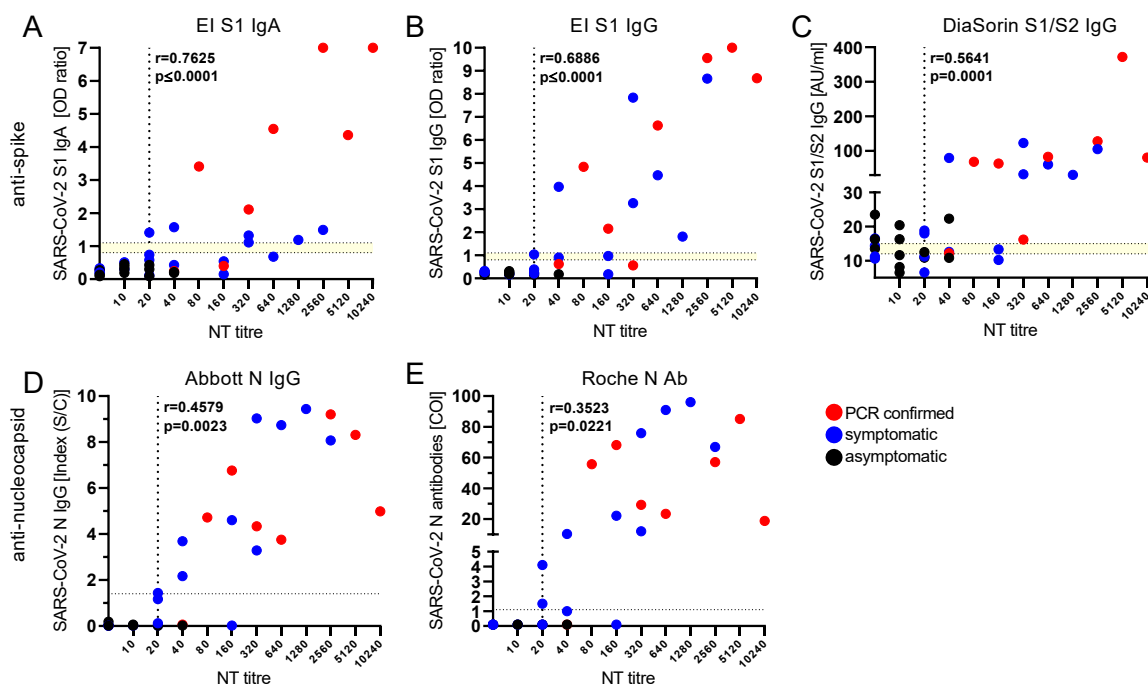 A
EI S1 IgA
B
EI S1 IgG
C
DiaSorin S1/S2 IgG
anti-spike
SARS-CoV-2 S1 IgA [OD ratio]
7
6
5
4
3
2
1
0
r=0.7625
p≤0.0001
10
20
40
80
160
320
640
1280
2560
5120
10240
NT titre
SARS-CoV-2 S1 IgG [OD ratio]
10
9
8
7
6
5
4
3
2
1
0
r=0.6886
p≤0.0001
10
20
40
80
160
320
640
1280
2560
5120
10240
NT titre
SARS-CoV-2 S1/S2 IgG [AU/ml]
400
300
200
100
30
20
10
r=0.5641
p=0.0001
10
20
40
80
160
320
640
1280
2560
5120
10240
NT titre
D
Abbott N IgG
E
Roche N Ab
anti-nucleocapsid
SARS-CoV-2 N IgG [Index (S/C)]
10
8
6
4
2
0
r=0.4579
p=0.0023
10
20
40
80
160
320
640
1280
2560
5120
10240
NT titre
SARS-CoV-2 N antibodies [COI]
100
80
60
40
20
5
4
3
2
1
0
r=0.3523
p=0.0221
10
20
40
80
160
320
640
1280
2560
5120
10240
NT titre
PCR confirmed
symptomatic
asymptomatic